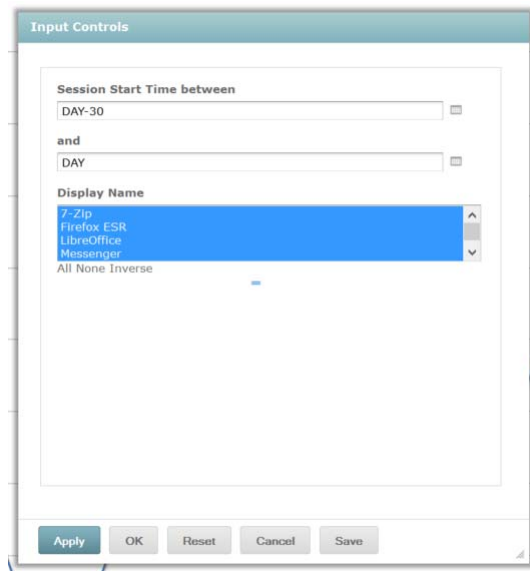 Input Controls
Session Start Time between
DAY-30
and
DAY
Display Name
7-Zip
Firefox ESR
LibreOffice
Messenger
All None Inverse
Apply OK Reset Cancel Save